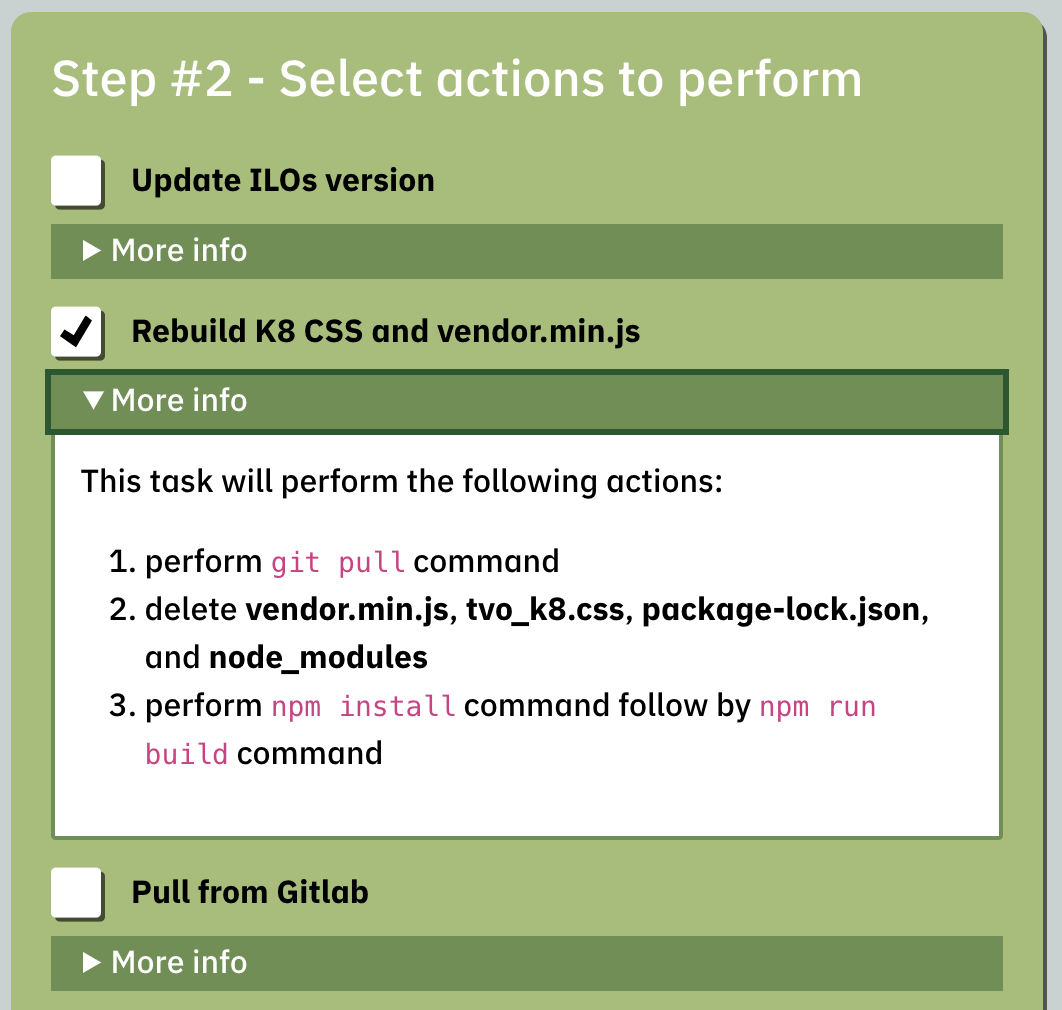 Step #2 - Select actions to perform
Update ILOs version
More info
Rebuild K8 CSS and vendor.min.js
More info
This task will perform the following actions:
1. perform git pull command
2. delete vendor.min.js, tvo_k8.css, package-lock.json,
and node_modules
3. perform npm install command follow by npm run
build command
Pull from Gitlab
More info